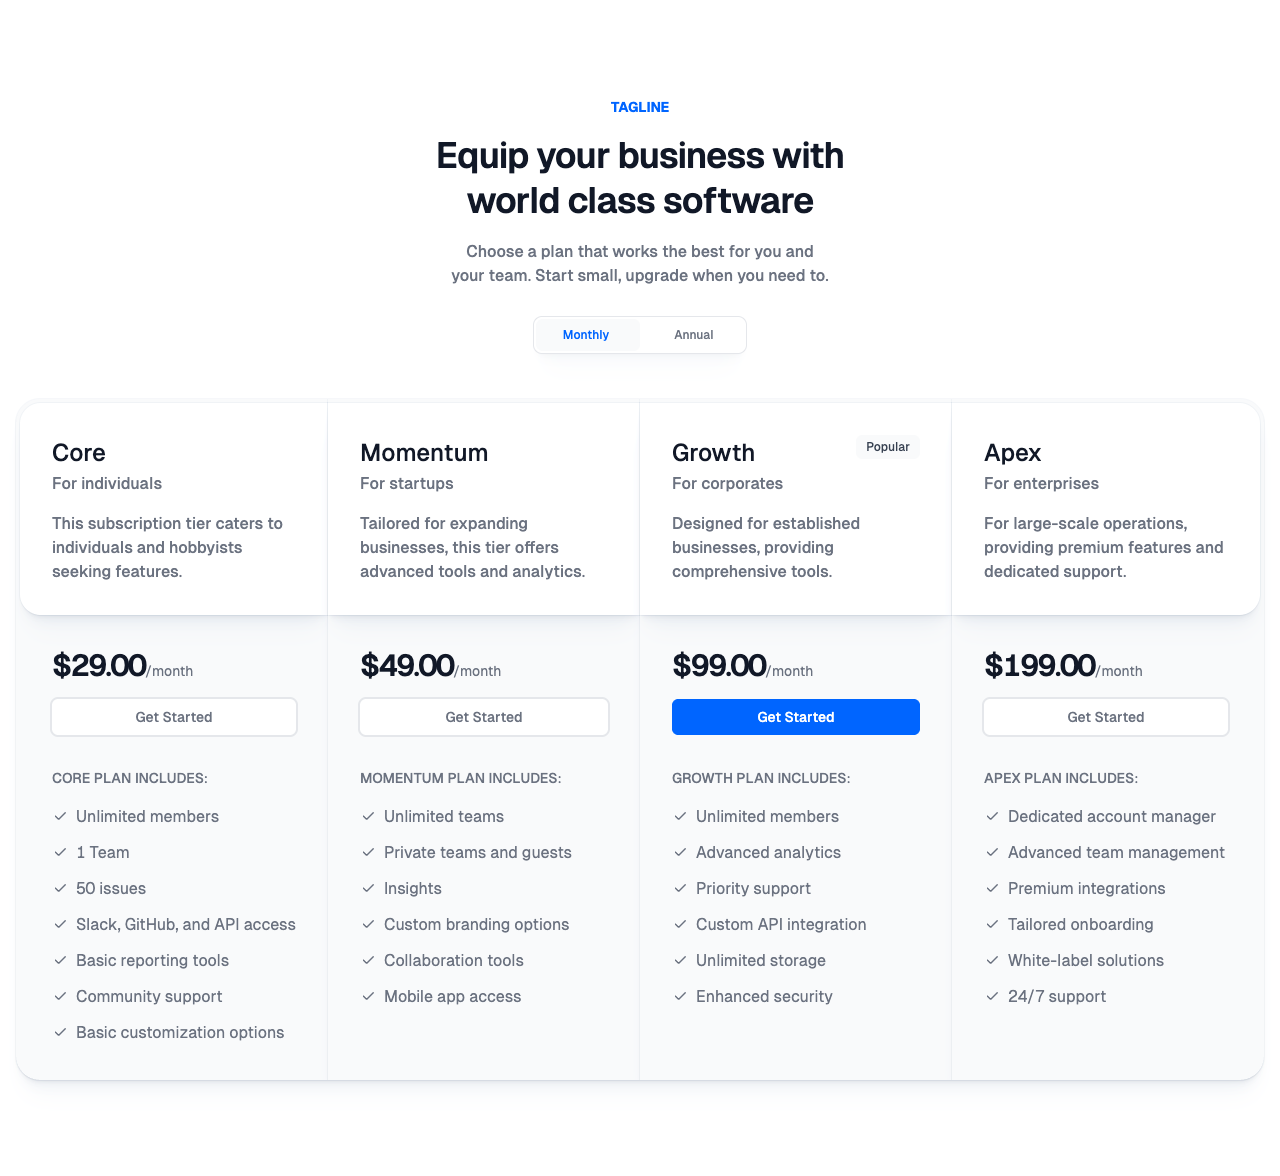 TAGLINE
Equip your business with
world class software
Choose a plan that works the best for you and
your team. Start small, upgrade when you need to.
Monthly
Annual
Core
For individuals
This subscription tier caters to
individuals and hobbyists
seeking features.
Momentum
For startups
Tailored for expanding
businesses, this tier offers
advanced tools and analytics.
Growth
Popular
For corporates
Designed for established
businesses, providing
comprehensive tools.
Apex
For enterprises
For large-scale operations,
providing premium features and
dedicated support.
$29.00/month
Get Started
CORE PLAN INCLUDES:
Unlimited members
1 Team
50 issues
Slack, GitHub, and API access
Basic reporting tools
Community support
Basic customization options
$49.00/month
Get Started
MOMENTUM PLAN INCLUDES:
Unlimited teams
Private teams and guests
Insights
Custom branding options
Collaboration tools
Mobile app access
$99.00/month
Get Started
GROWTH PLAN INCLUDES:
Unlimited members
Advanced analytics
Priority support
Custom API integration
Unlimited storage
Enhanced security
$199.00/month
Get Started
APEX PLAN INCLUDES:
Dedicated account manager
Advanced team management
Premium integrations
Tailored onboarding
White-label solutions
24/7 support